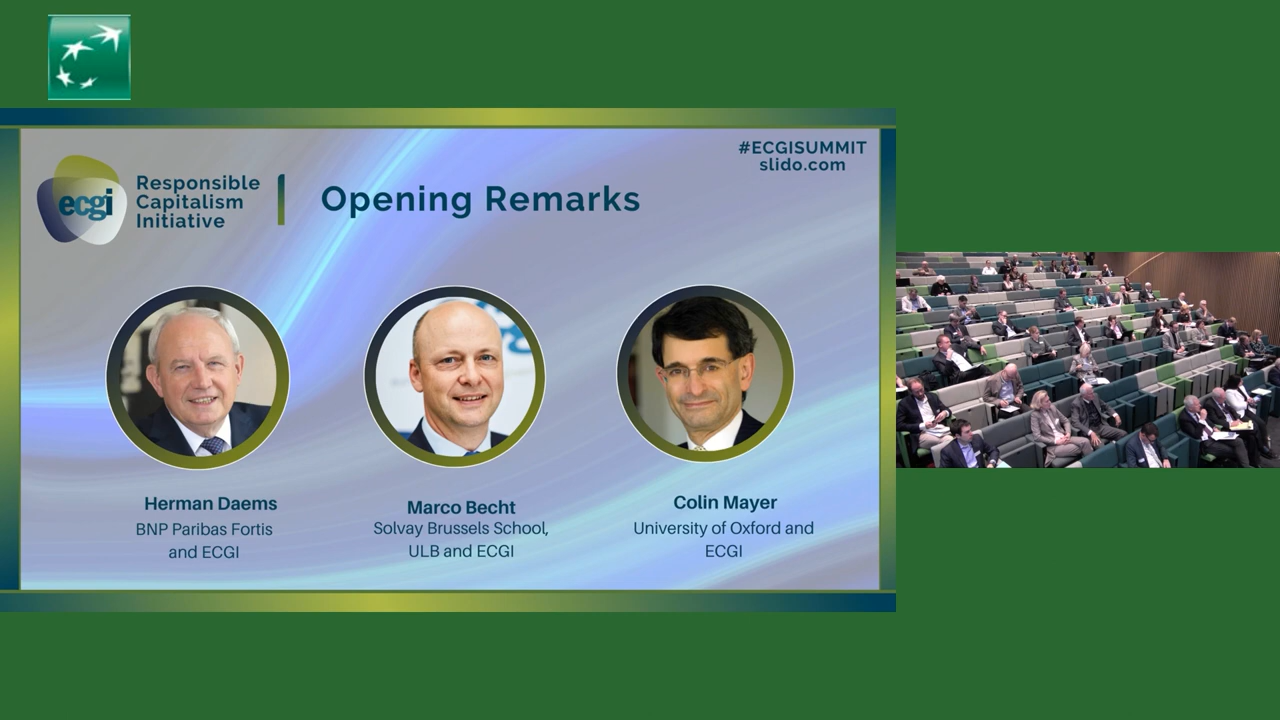 #ECGISUMMIT
slido.com
ecgi
Responsible
Capitalism
Initiative
Opening Remarks
Herman Daems
BNP Paribas Fortis
and ECGI
Marco Becht
Solvay Brussels School,
ULB and ECGI
Colin Mayer
University of Oxford and
ECGI